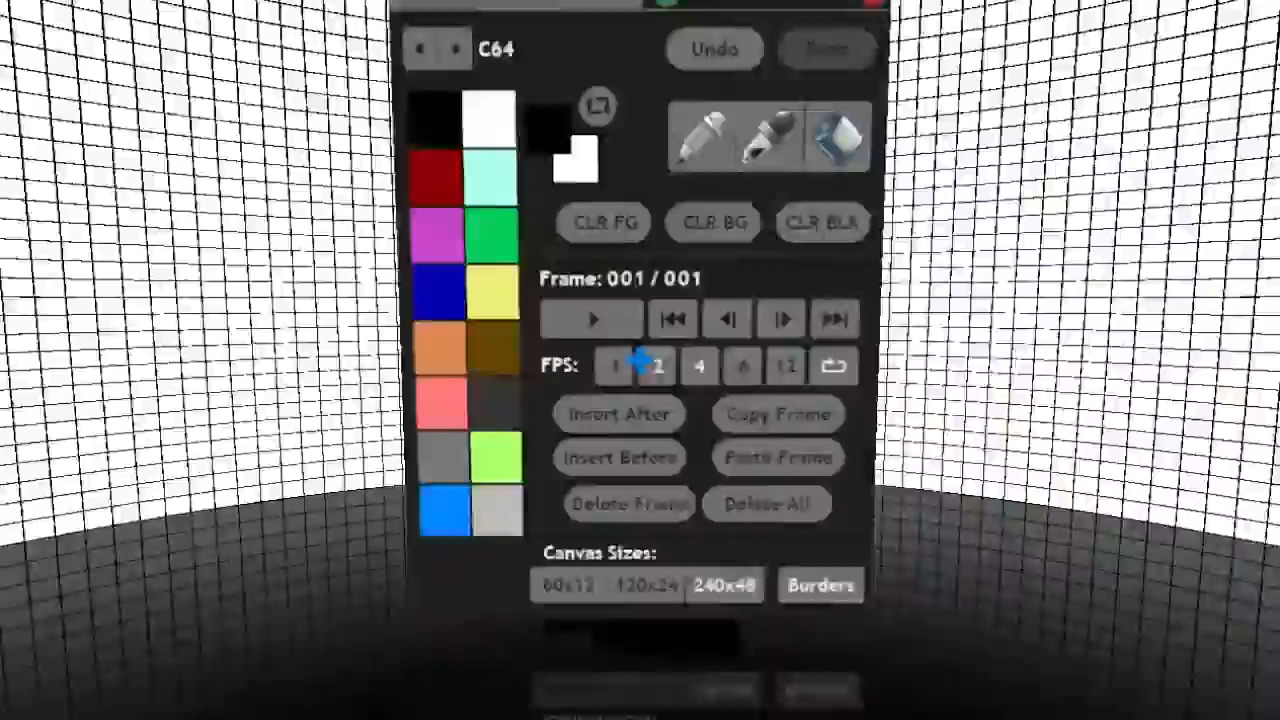 C64
Undo
CLR FG CLR BG CLR BLK
Frame: 001 / 001
FPS: 1 2 4 6 12
Insert After Copy Frame
Insert Before Paste Frame
Delete Frame Delete All
Canvas Sizes:
60x12 120x24 240x48 Borders